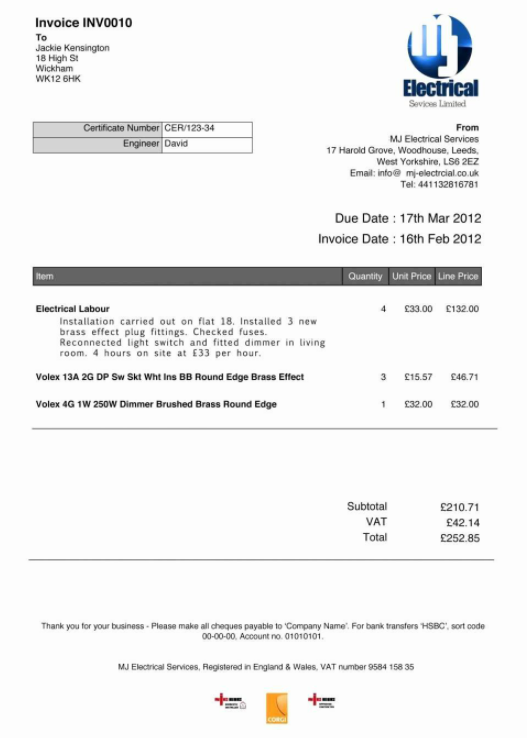 Invoice INV0010
To
Jackie Kensington
18 High St
Wickham
WK12 6HK
mj
Electrical
Sevices Limited
Certificate Number CER/123-34
Engineer David
From
MJ Electrical Services
17 Harold Grove, Woodhouse, Leeds,
West Yorkshire, LS6 2EZ
Email: info@ mj-electrcial.co.uk
Tel: 441132816781
Due Date : 17th Mar 2012
Invoice Date : 16th Feb 2012
Item Quantity Unit Price Line Price
Electrical Labour 4 £33.00 £132.00
Installation carried out on flat 18. Installed 3 new
brass effect plug fittings. Checked fuses.
Reconnected light switch and fitted dimmer in living
room. 4 hours on site at £33 per hour.
Volex 13A 2G DP Sw Skt Wht Ins BB Round Edge Brass Effect 3 £15.57 £46.71
Volex 4G 1W 250W Dimmer Brushed Brass Round Edge 1 £32.00 £32.00
Subtotal £210.71
VAT £42.14
Total £252.85
Thank you for your business - Please make all cheques payable to 'Company Name'. For bank transfers 'HSBC', sort code
00-00-00, Account no. 01010101.
MJ Electrical Services, Registered in England & Wales, VAT number 9584 158 35
CORGI